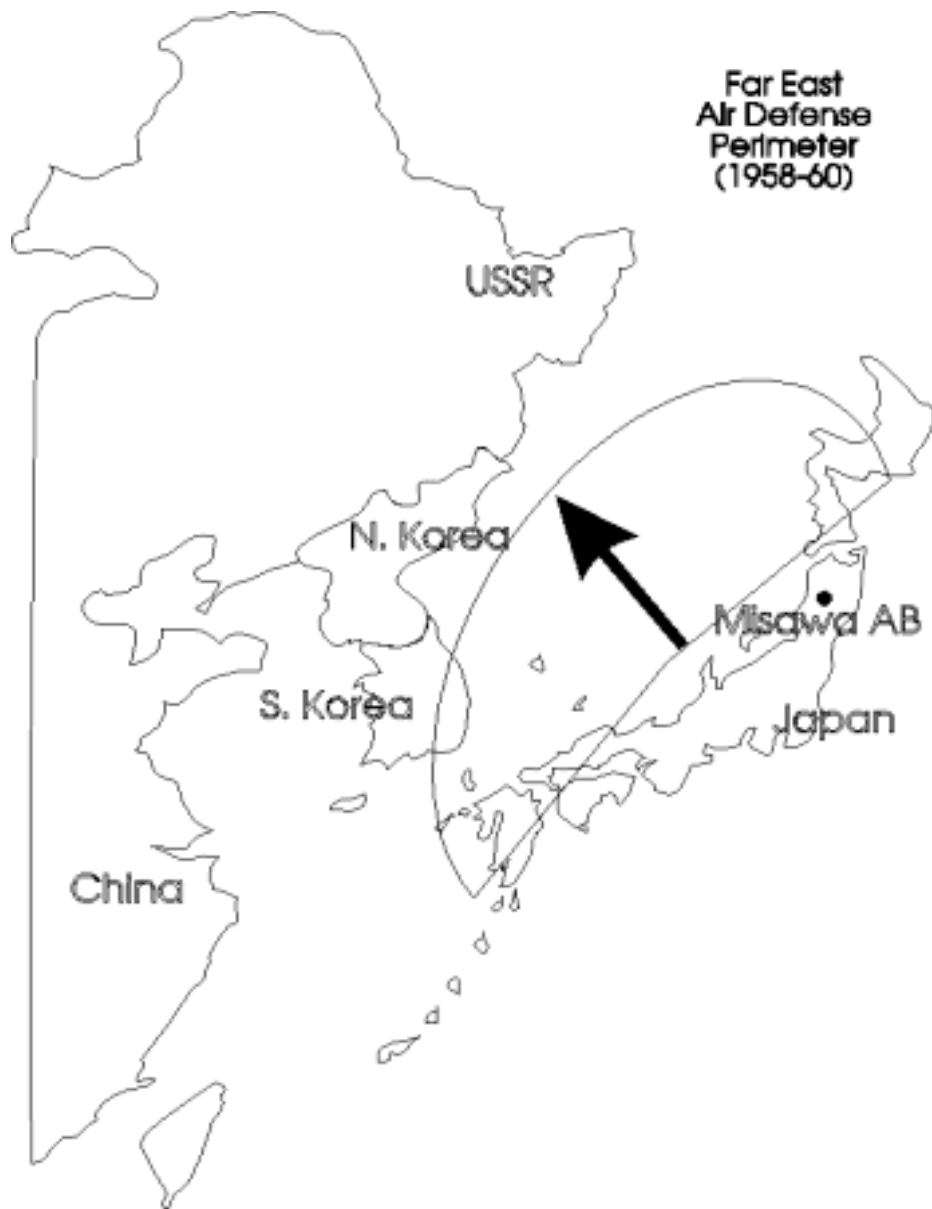 Far East
Air Defense
Perimeter
(1958-60)
USSR
N. Korea
Misawa AB
S. Korea
Japan
China